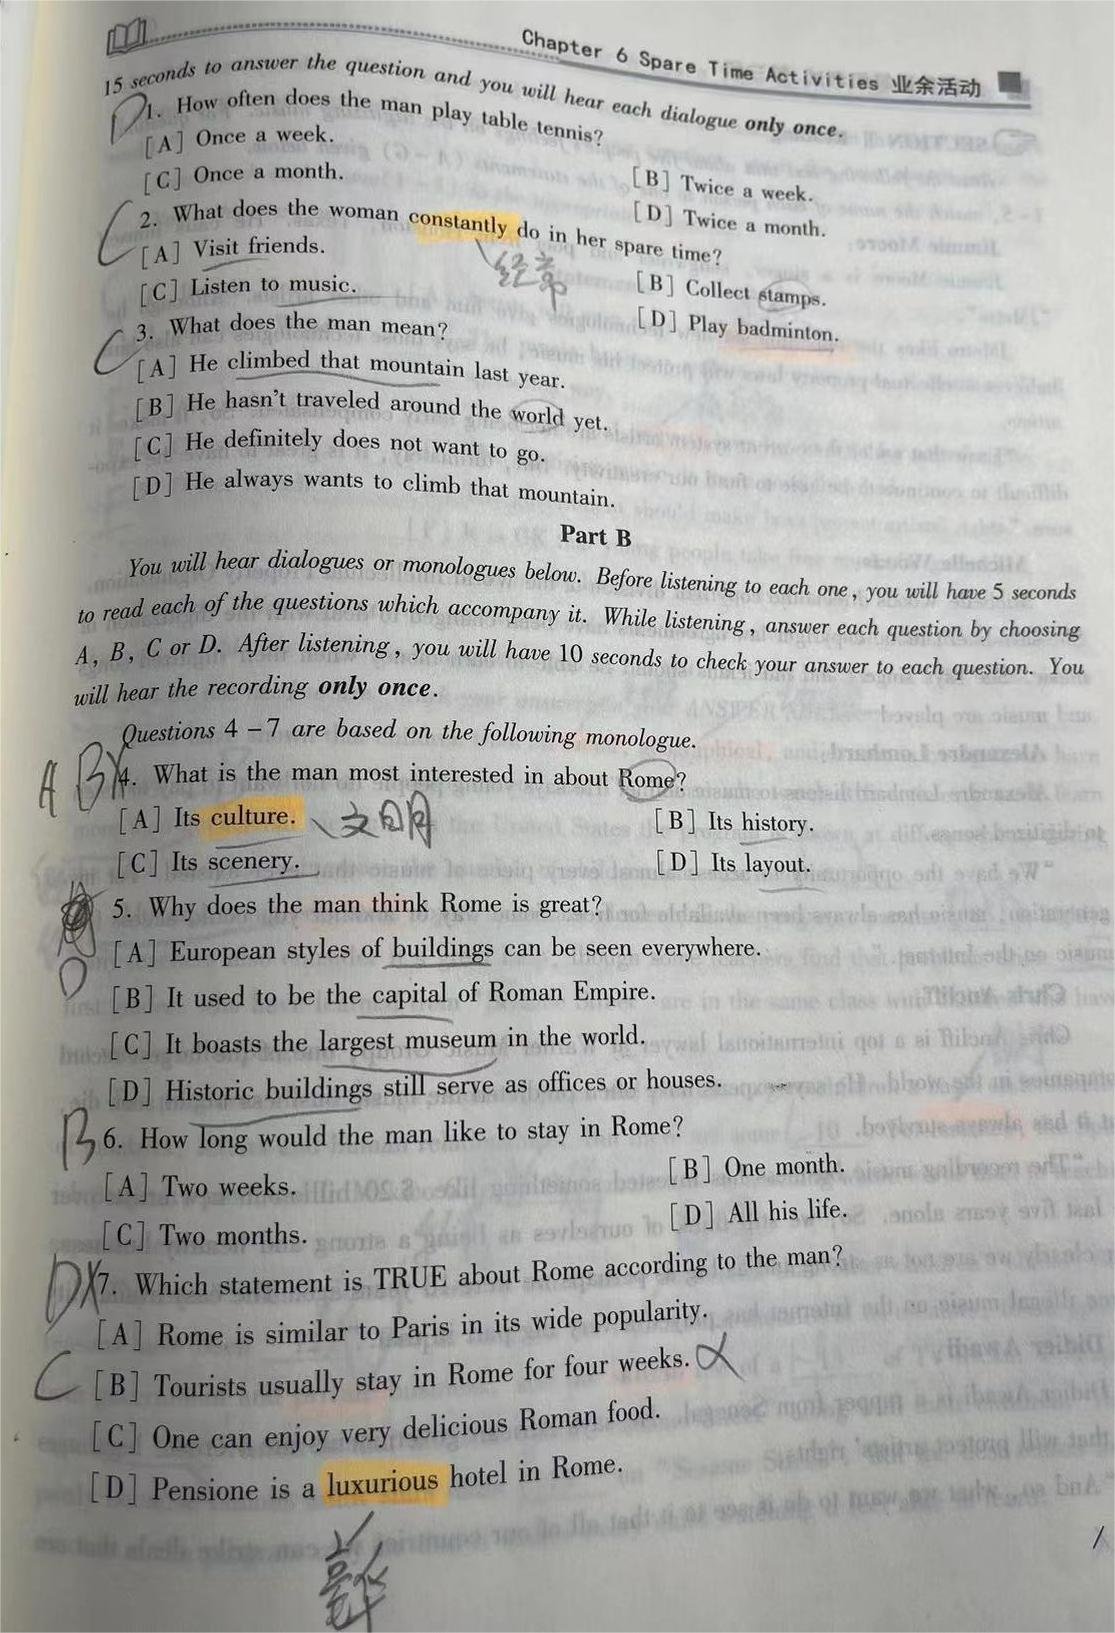 Chapter 6 Spare Time Activities 业余活动
15 seconds to answer the question and you will hear each dialogue only once.
D 1. How often does the man play table tennis?
[A] Once a week.
[B] Twice a week.
[C] Once a month.
[D] Twice a month.
C 2. What does the woman constantly do in her spare time?
[A] Visit friends.
经常
[B] Collect stamps.
[C] Listen to music.
[D] Play badminton.
C 3. What does the man mean?
[A] He climbed that mountain last year.
[B] He hasn't traveled around the world yet.
[C] He definitely does not want to go.
[D] He always wants to climb that mountain.
Part B
You will hear dialogues or monologues below. Before listening to each one, you will have 5 seconds
to read each of the questions which accompany it. While listening, answer each question by choosing
A, B, C or D. After listening, you will have 10 seconds to check your answer to each question. You
will hear the recording only once.
Questions 4 – 7 are based on the following monologue.
A B 4. What is the man most interested in about Rome?
[A] Its culture. 文明
[B] Its history.
[C] Its scenery.
[D] Its layout.
5. Why does the man think Rome is great?
[A] European styles of buildings can be seen everywhere.
D
[B] It used to be the capital of Roman Empire.
[C] It boasts the largest museum in the world.
[D] Historic buildings still serve as offices or houses.
B 6. How long would the man like to stay in Rome?
[A] Two weeks.
[B] One month.
[C] Two months.
[D] All his life.
D 7. Which statement is TRUE about Rome according to the man?
[A] Rome is similar to Paris in its wide popularity.
C [B] Tourists usually stay in Rome for four weeks.
[C] One can enjoy very delicious Roman food.
[D] Pensione is a luxurious hotel in Rome.
豪华